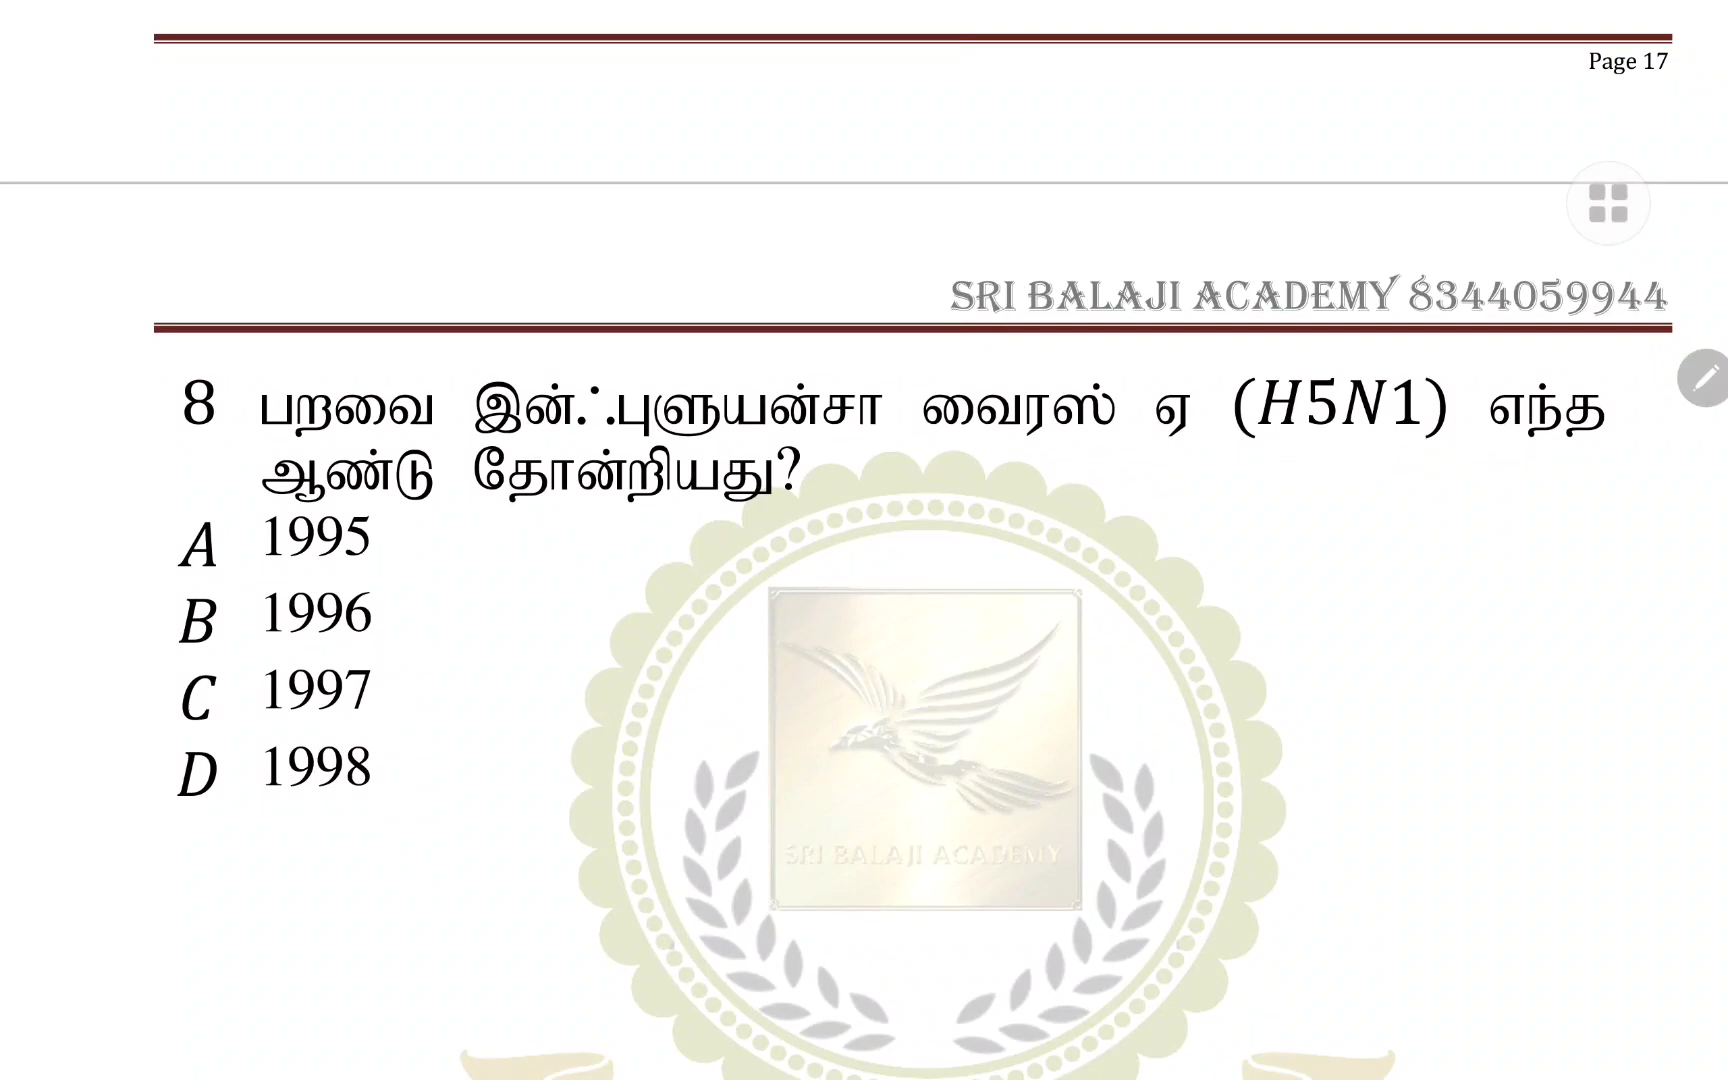 Page 17
SRI BALAJI ACADEMY 8344059944
8 பறவை இன்ஃபுளுயன்சா வைரஸ் ஏ (H5N1) எந்த
ஆண்டு தோன்றியது?
A 1995
B 1996
C 1997
D 1998
SRI BALAJI ACADEMY